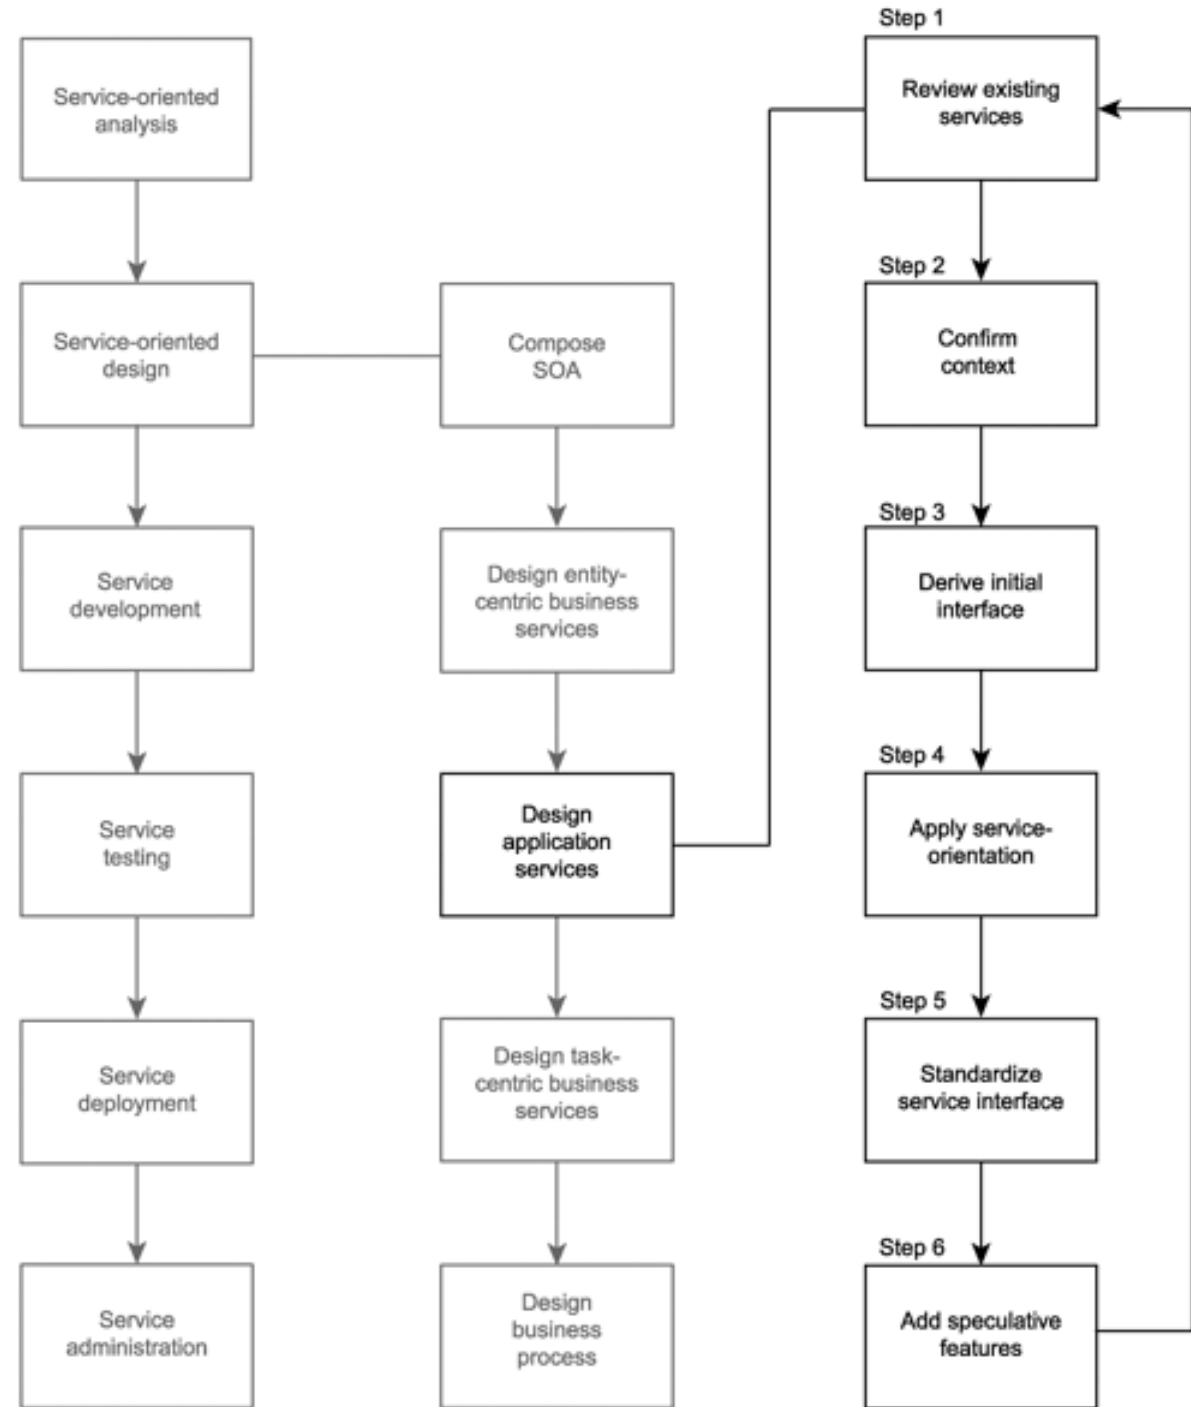 Service-oriented
analysis
Service-oriented
design
Service
development
Service
testing
Service
deployment
Service
administration
Compose
SOA
Design entity-
centric business
services
Design
application
services
Design task-
centric business
services
Design
business
process
Step 1
Review existing
services
Step 2
Confirm
context
Step 3
Derive initial
interface
Step 4
Apply service-
orientation
Step 5
Standardize
service interface
Step 6
Add speculative
features